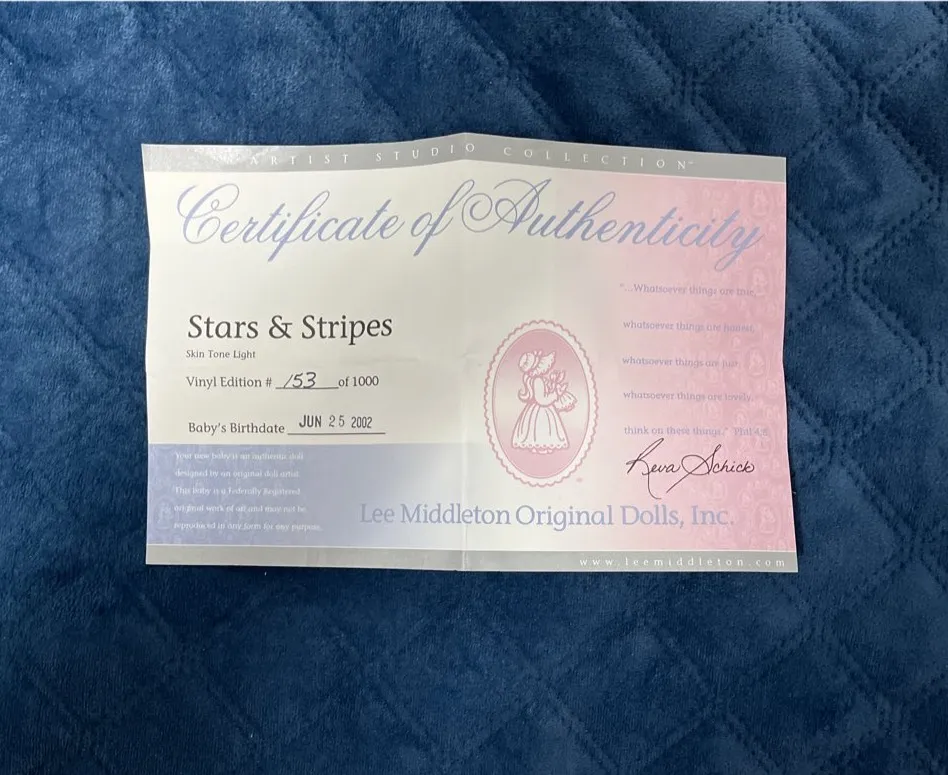 ARTIST STUDIO COLLECTION™
Certificate of Authenticity
"...Whatsoever things are true,
whatsoever things are honest,
whatsoever things are just
whatsoever things are lovely,
think on these things." Phil 4:8
Stars & Stripes
Skin Tone Light
Vinyl Edition # 153 of 1000
Baby's Birthdate JUN 25 2002
Reva Schick
Your new baby is an authentic doll
designed by an original doll artist.
This Baby is a Federally Registered
original work of art and may not be
reproduced in any form for any purpose.
Lee Middleton Original Dolls, Inc.
www.leemiddleton.com